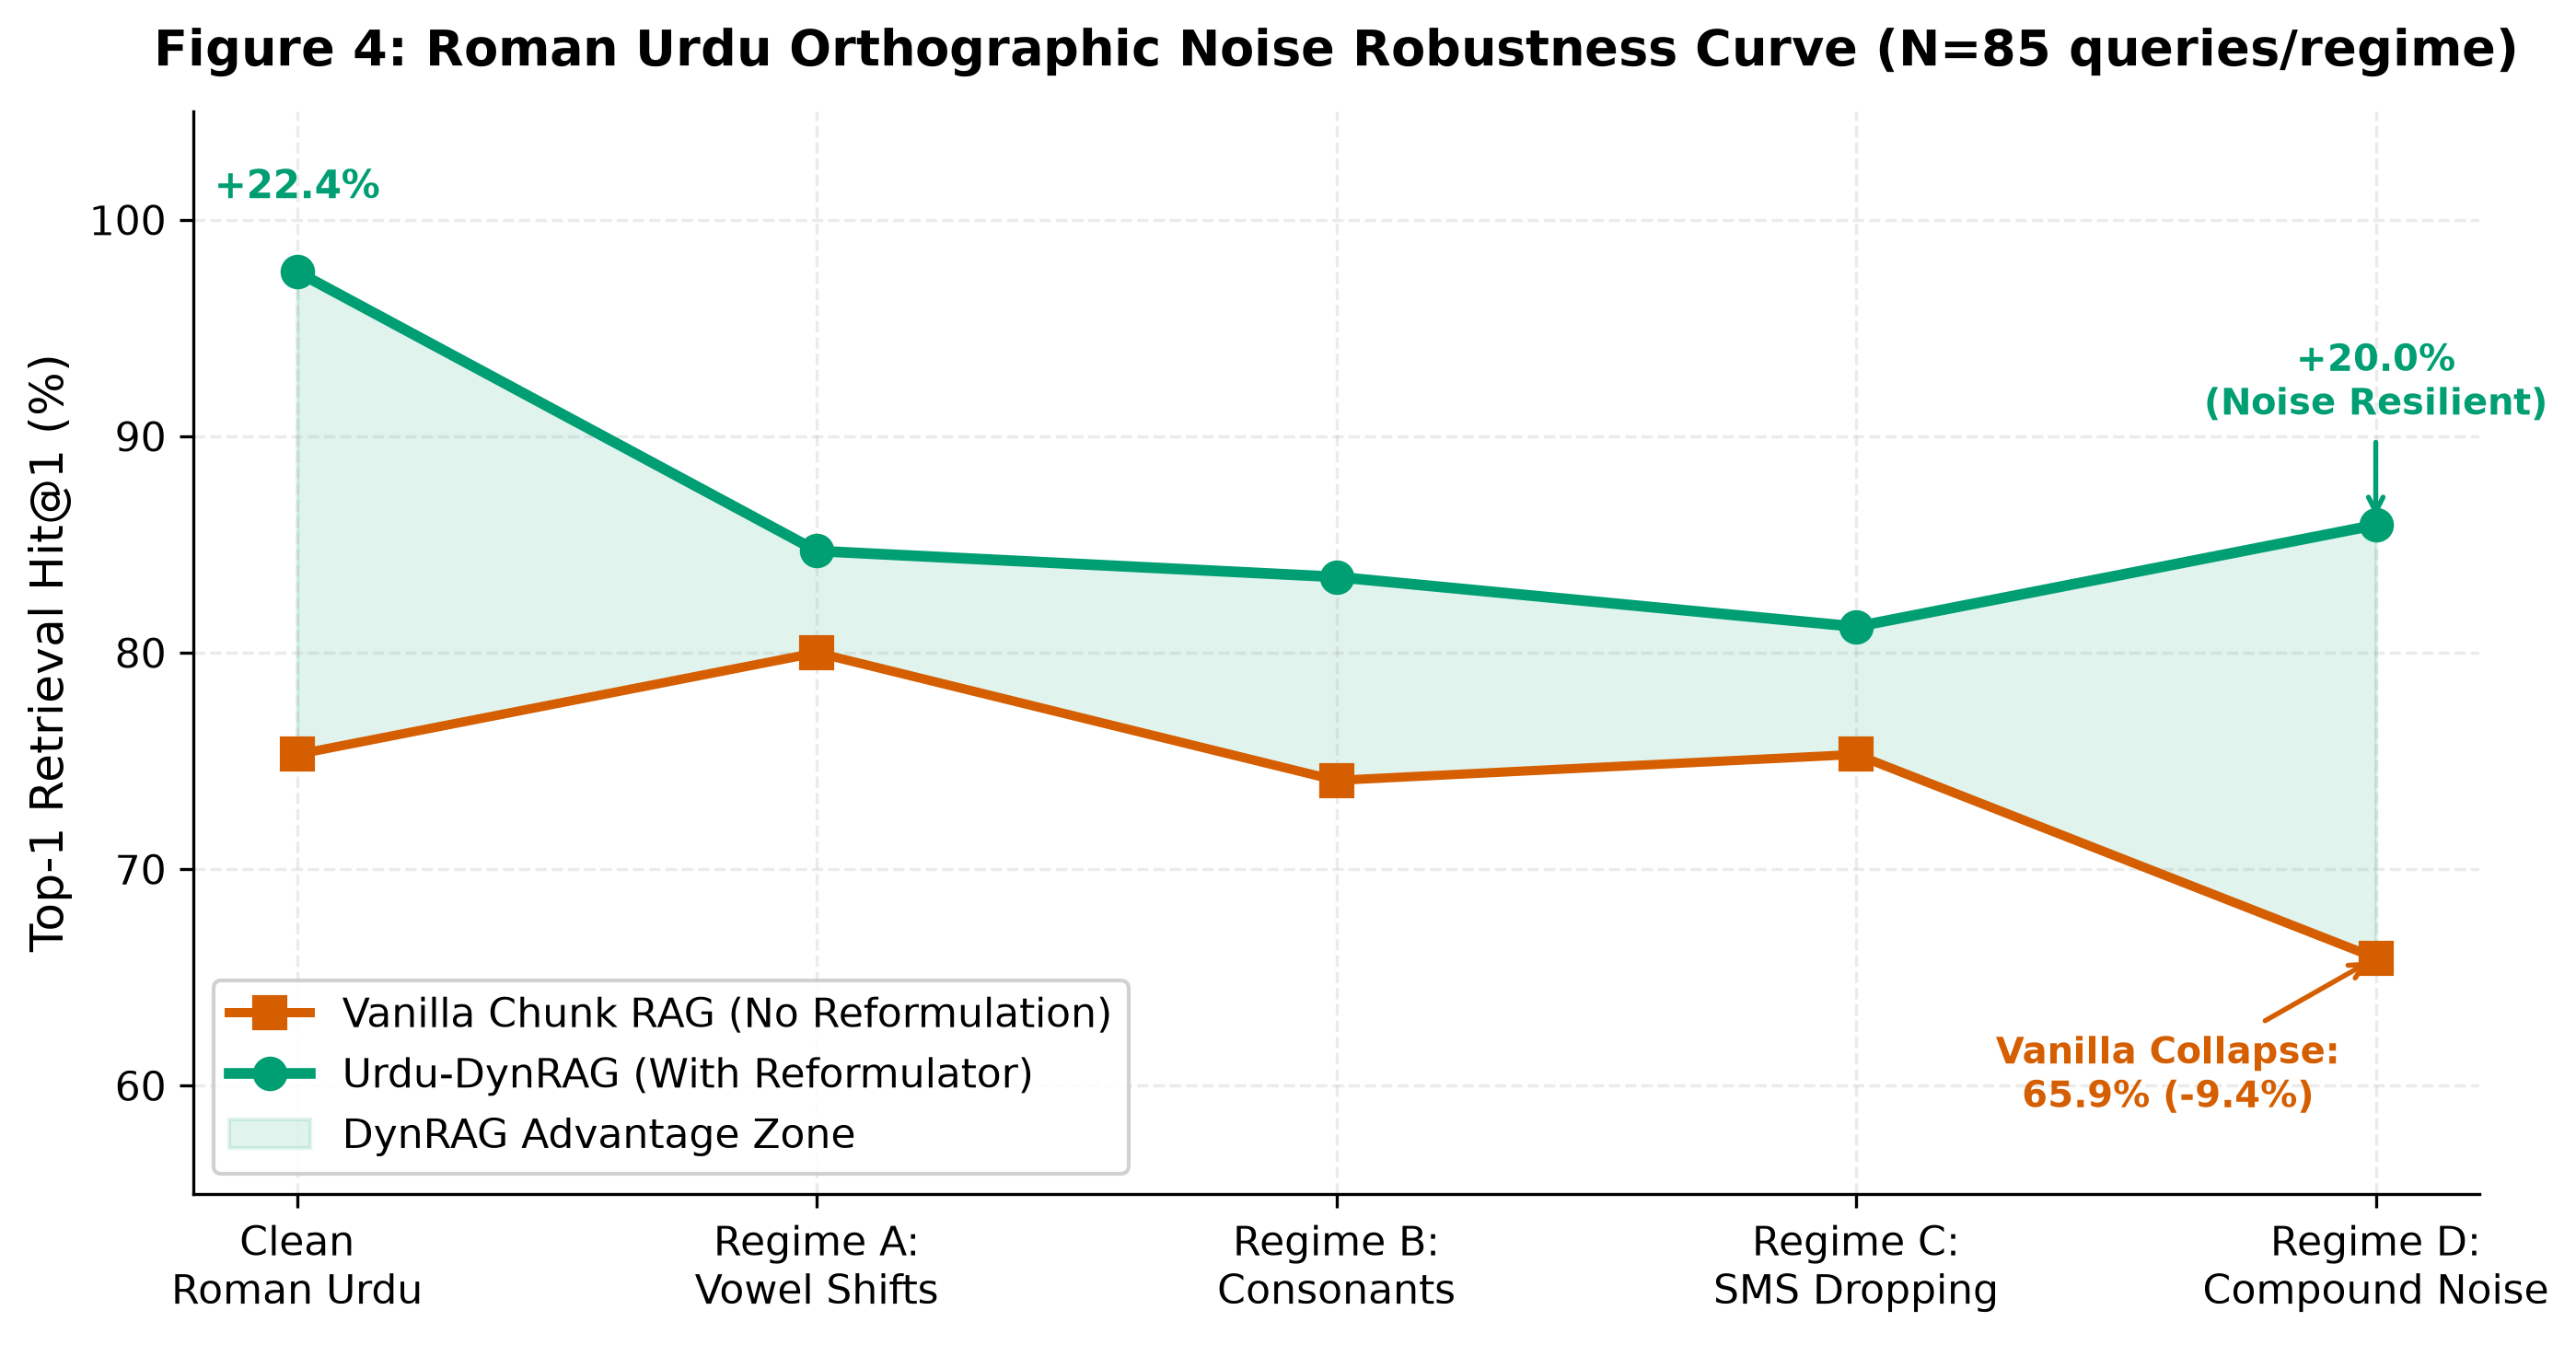 Figure 4: Roman Urdu Orthographic Noise Robustness Curve (N=85 queries/regime)
Top-1 Retrieval Hit@1 (%)
100
90
80
70
60
+22.4%
+20.0%
(Noise Resilient)
Vanilla Collapse:
65.9% (-9.4%)
Vanilla Chunk RAG (No Reformulation)
Urdu-DynRAG (With Reformulator)
DynRAG Advantage Zone
Clean
Roman Urdu
Regime A:
Vowel Shifts
Regime B:
Consonants
Regime C:
SMS Dropping
Regime D:
Compound Noise